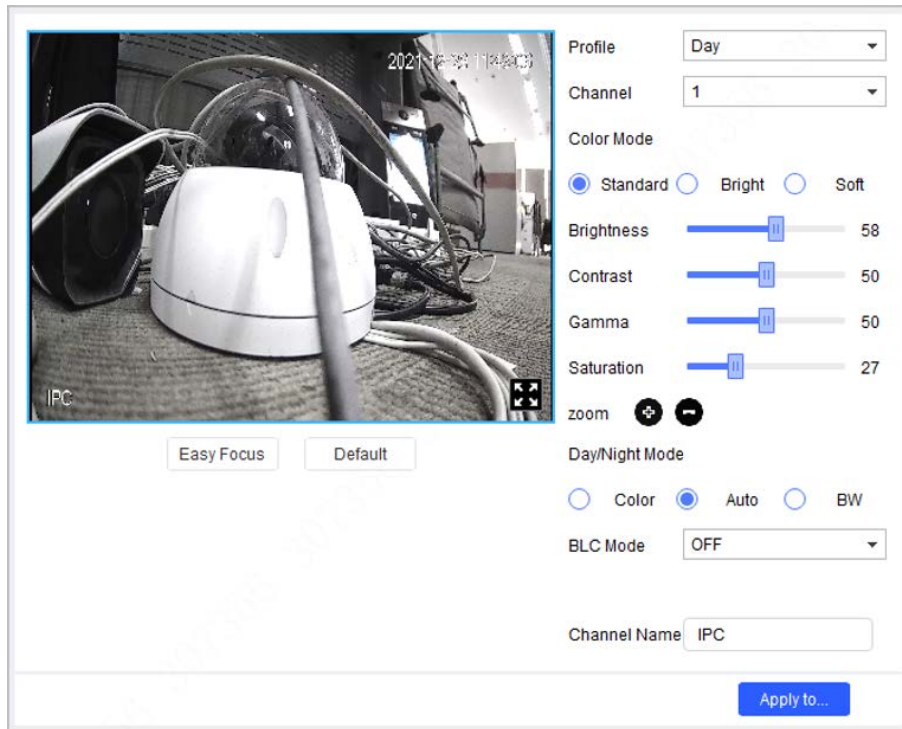 Profile Day
Channel 1
Color Mode
Standard Bright Soft
Brightness 58
Contrast 50
Gamma 50
Saturation 27
zoom
IPC
Easy Focus Default
Day/Night Mode
Color Auto BW
BLC Mode OFF
Channel Name IPC
Apply to...